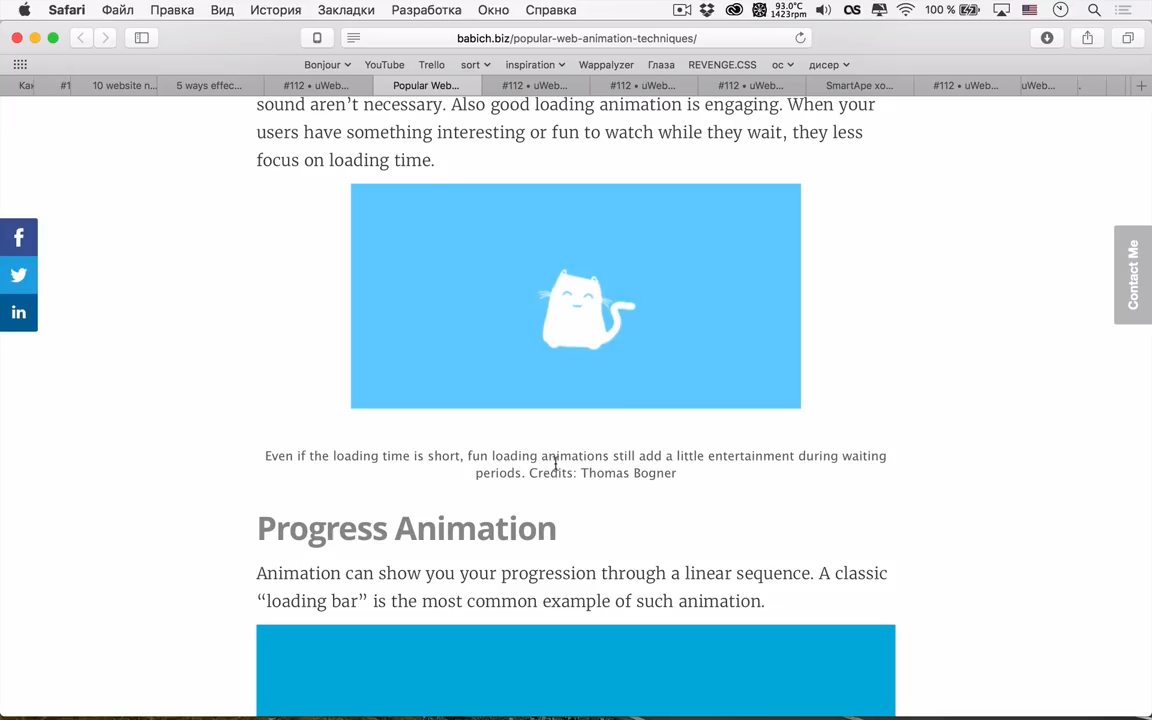 Safari Файл Правка Вид История Закладки Разработка Окно Справка 93.0°C 1423rpm 100 %
babich.biz/popular-web-animation-techniques/
Bonjour YouTube Trello sort inspiration Wappalyzer Глаза REVENGE.CSS ос дисер
Как #1 10 website n... 5 ways effec... #112 • uWeb... Popular Web... #112 • uWeb... #112 • uWeb... #112 • uWeb... SmartApe хо... #112 • uWeb... uWeb... .
sound aren't necessary. Also good loading animation is engaging. When your
users have something interesting or fun to watch while they wait, they less
focus on loading time.
Contact Me
Even if the loading time is short, fun loading animations still add a little entertainment during waiting
periods. Credits: Thomas Bogner
Progress Animation
Animation can show you your progression through a linear sequence. A classic
“loading bar” is the most common example of such animation.